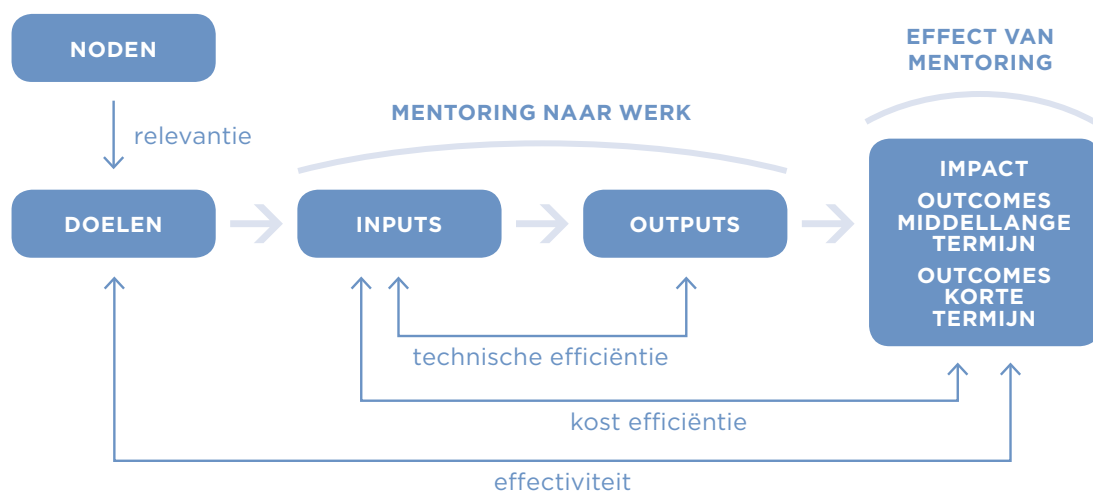 NODEN
EFFECT VAN
MENTORING
MENTORING NAAR WERK
relevantie
DOELEN
INPUTS
OUTPUTS
IMPACT
OUTCOMES
MIDDELLANGE
TERMIJN
OUTCOMES
KORTE
TERMIJN
technische efficiëntie
kost efficiëntie
effectiviteit